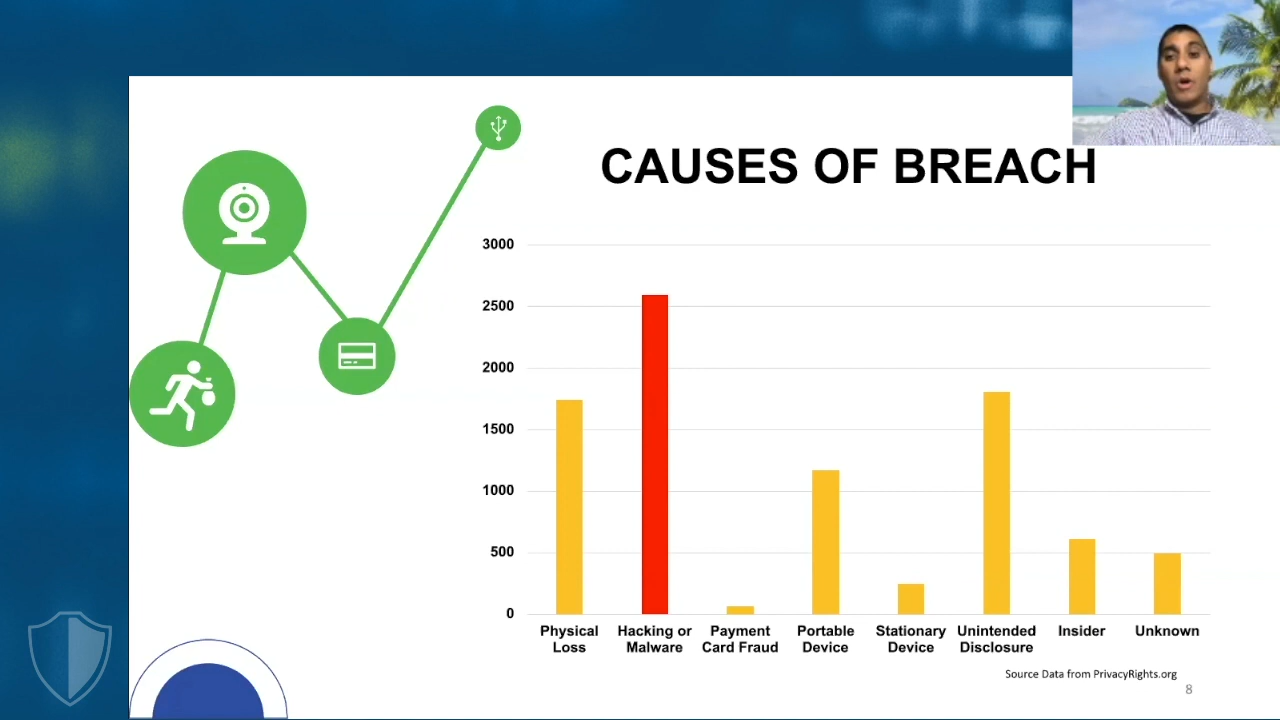 CAUSES OF BREACH
3000
2500
2000
1500
1000
500
0
Physical Loss
Hacking or Malware
Payment Card Fraud
Portable Device
Stationary Device
Unintended Disclosure
Insider
Unknown
Source Data from PrivacyRights.org
8